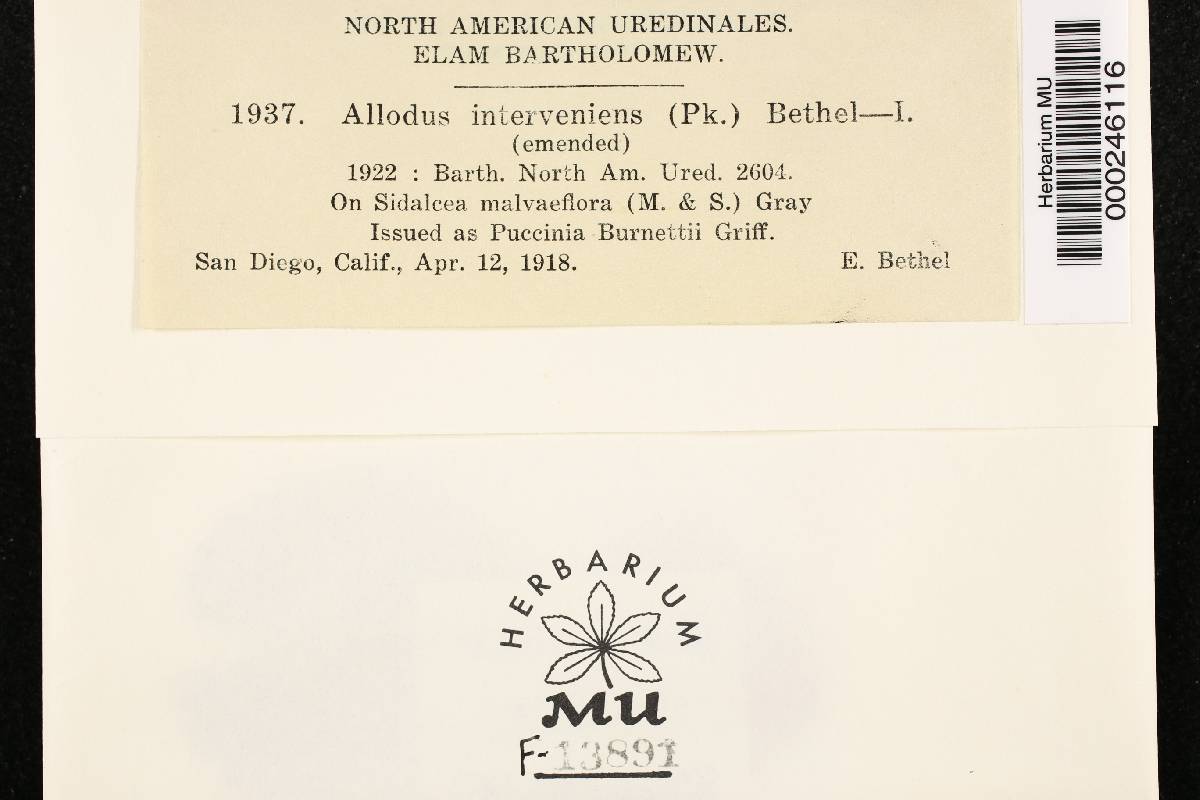 NORTH AMERICAN UREDINALES.
ELAM BARTHOLOMEW.
1937. Allodus interveniens (Pk.) Bethel—I.
(emended)
1922 : Barth. North Am. Ured. 2604.
On Sidalcea malvaeflora (M. & S.) Gray
Issued as Puccinia Burnettii Griff.
San Diego, Calif., Apr. 12, 1918. E. Bethel
Herbarium MU
000246116
HERBARIUM
MU
F-13891